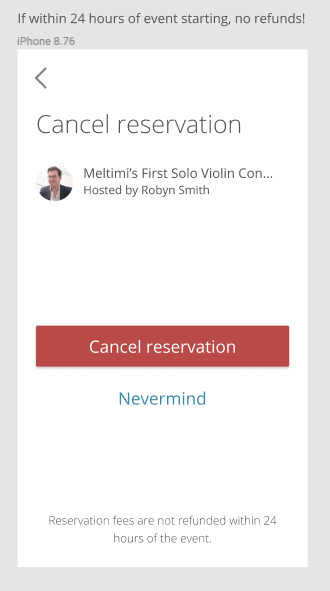 If within 24 hours of event starting, no refunds!
iPhone 8.76
Cancel reservation
Meltimi's First Solo Violin Con...
Hosted by Robyn Smith
Cancel reservation
Nevermind
Reservation fees are not refunded within 24
hours of the event.